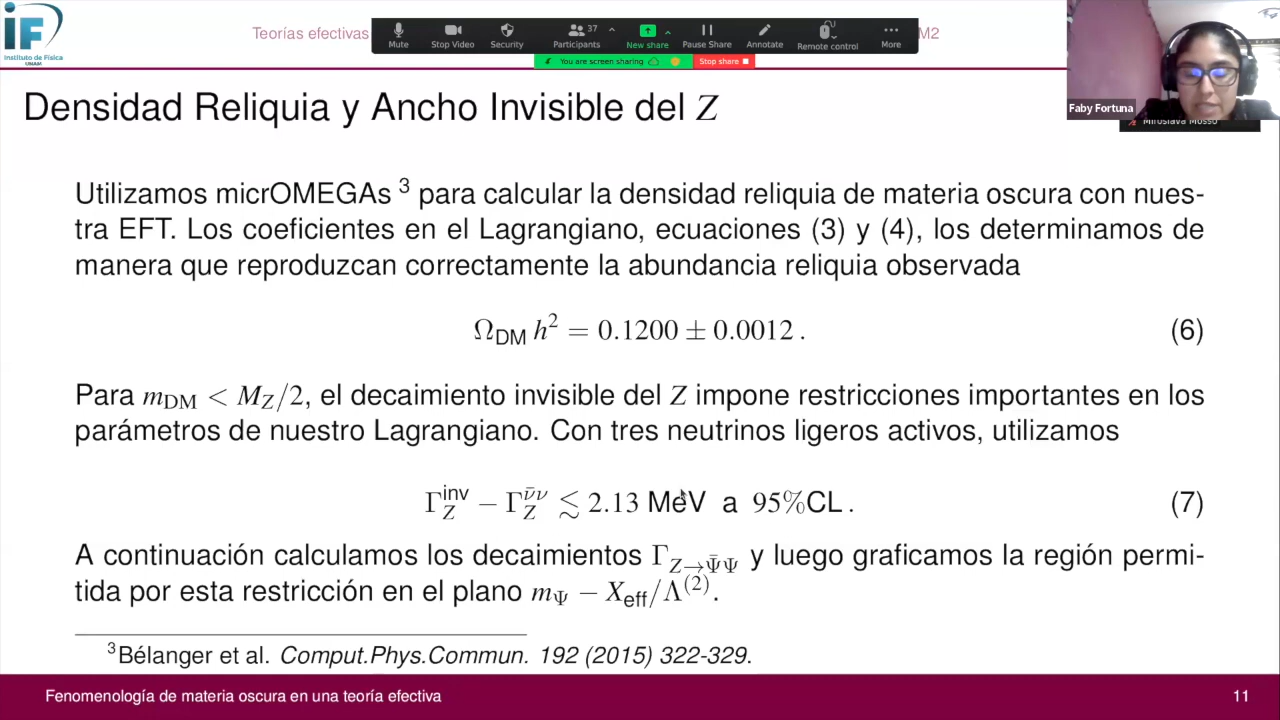 iF
Instituto de Física
UNAM
Teorías efectivas
M2
Mute
Stop Video
Security
37
Participants
New share
Pause Share
Annotate
Remote control
More
You are screen sharing
Stop share
Faby Fortuna
Miroslava Mosso
Densidad Reliquia y Ancho Invisible del Z
Utilizamos micrOMEGAs ³ para calcular la densidad reliquia de materia oscura con nues-
tra EFT. Los coeficientes en el Lagrangiano, ecuaciones (3) y (4), los determinamos de
manera que reproduzcan correctamente la abundancia reliquia observada
Ω_DM h² = 0.1200 ± 0.0012 . (6)
Para m_DM < M_Z/2, el decaimiento invisible del Z impone restricciones importantes en los
parámetros de nuestro Lagrangiano. Con tres neutrinos ligeros activos, utilizamos
Γ_Z^inv − Γ_Z^ν̄ν ≲ 2.13 MeV a 95%CL . (7)
A continuación calculamos los decaimientos Γ_Z→Ψ̄Ψ y luego graficamos la región permi-
tida por esta restricción en el plano m_Ψ − X_eff/Λ^(2).
³Bélanger et al. Comput.Phys.Commun. 192 (2015) 322-329.
Fenomenología de materia oscura en una teoría efectiva
11